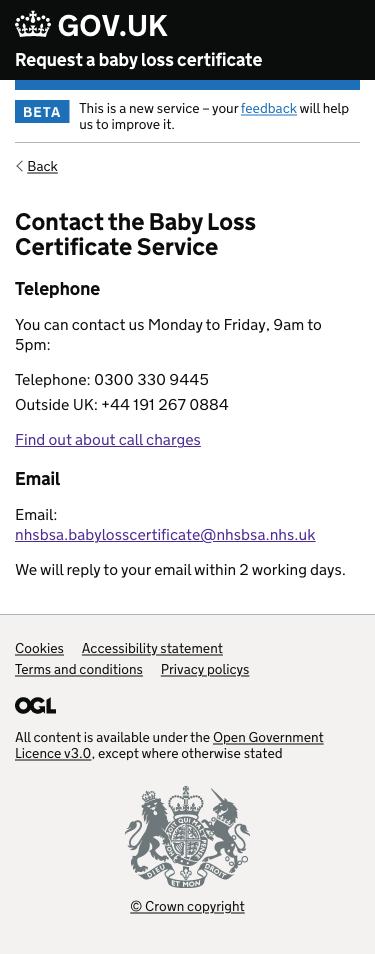 GOV.UK
Request a baby loss certificate
BETA
This is a new service – your feedback will help
us to improve it.
Back
Contact the Baby Loss
Certificate Service
Telephone
You can contact us Monday to Friday, 9am to
5pm:
Telephone: 0300 330 9445
Outside UK: +44 191 267 0884
Find out about call charges
Email
Email:
nhsbsa.babylosscertificate@nhsbsa.nhs.uk
We will reply to your email within 2 working days.
Cookies Accessibility statement
Terms and conditions Privacy policys
OGL
All content is available under the Open Government
Licence v3.0, except where otherwise stated
DIEU ET MON
© Crown copyright